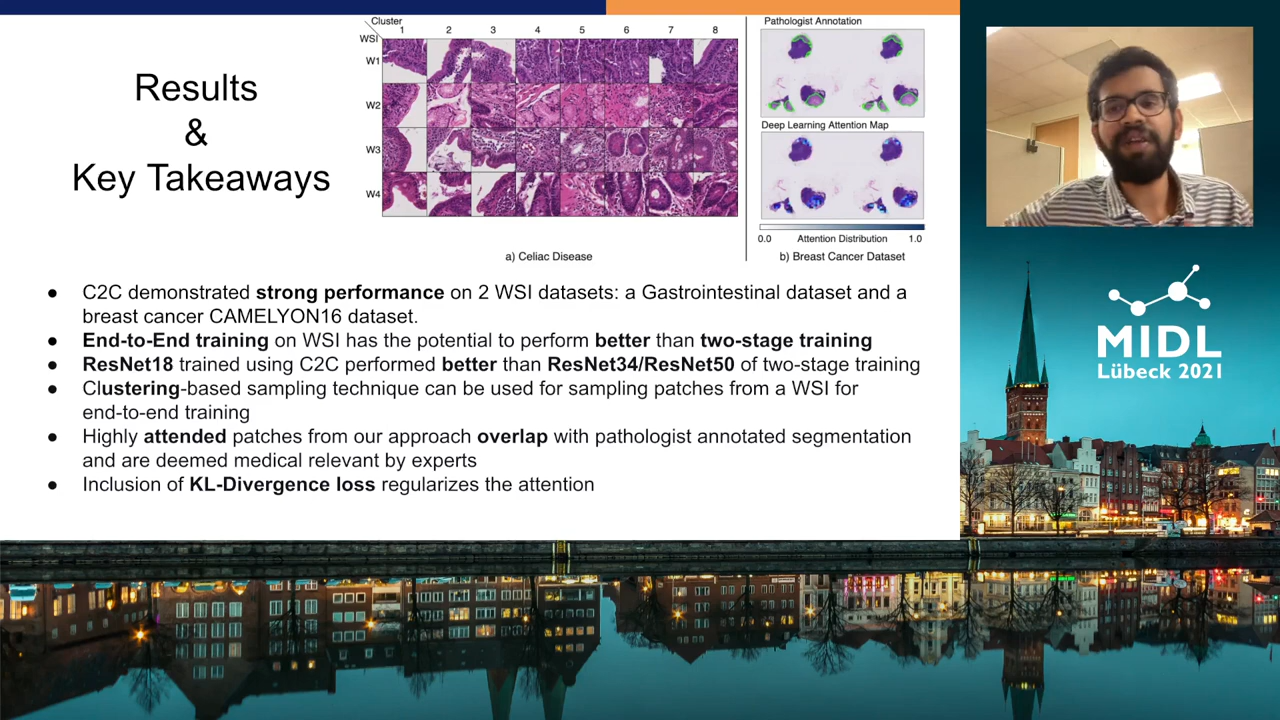 Results
&
Key Takeaways
Cluster
WSI
1 2 3 4 5 6 7 8
W1
W2
W3
W4
a) Celiac Disease
Pathologist Annotation
Deep Learning Attention Map
0.0 Attention Distribution 1.0
b) Breast Cancer Dataset
● C2C demonstrated strong performance on 2 WSI datasets: a Gastrointestinal dataset and a
breast cancer CAMELYON16 dataset.
● End-to-End training on WSI has the potential to perform better than two-stage training
● ResNet18 trained using C2C performed better than ResNet34/ResNet50 of two-stage training
● Clustering-based sampling technique can be used for sampling patches from a WSI for
end-to-end training
● Highly attended patches from our approach overlap with pathologist annotated segmentation
and are deemed medical relevant by experts
● Inclusion of KL-Divergence loss regularizes the attention
MIDL
Lübeck 2021